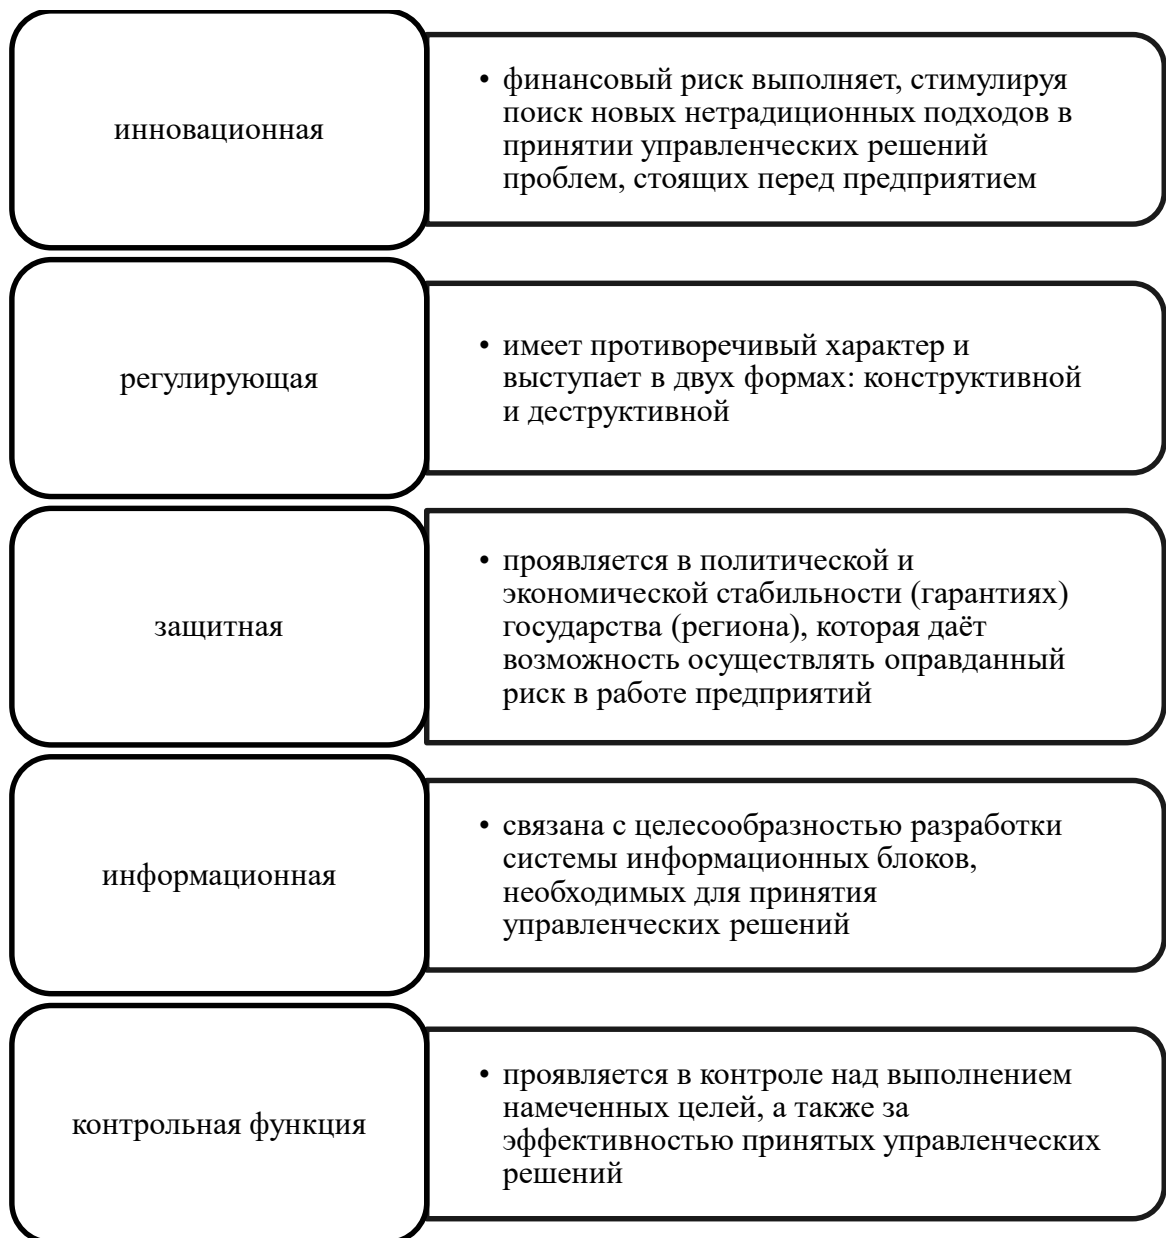 инновационная
• финансовый риск выполняет, стимулируя
поиск новых нетрадиционных подходов в
принятии управленческих решений
проблем, стоящих перед предприятием
регулирующая
• имеет противоречивый характер и
выступает в двух формах: конструктивной
и деструктивной
защитная
• проявляется в политической и
экономической стабильности (гарантиях)
государства (региона), которая даёт
возможность осуществлять оправданный
риск в работе предприятий
информационная
• связана с целесообразностью разработки
системы информационных блоков,
необходимых для принятия
управленческих решений
контрольная функция
• проявляется в контроле над выполнением
намеченных целей, а также за
эффективностью принятых управленческих
решений